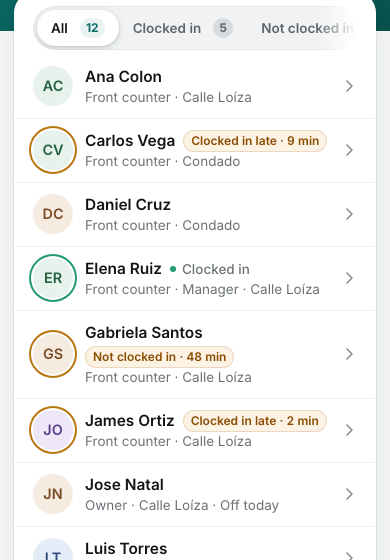 All 12 Clocked in 5 Not clocked in
AC Ana Colon
Front counter · Calle Loíza
CV Carlos Vega Clocked in late · 9 min
Front counter · Condado
DC Daniel Cruz
Front counter · Condado
ER Elena Ruiz Clocked in
Front counter · Manager · Calle Loíza
Gabriela Santos
GS Not clocked in · 48 min
Front counter · Calle Loíza
JO James Ortiz Clocked in late · 2 min
Front counter · Calle Loíza
JN Jose Natal
Owner · Calle Loíza · Off today
LT Luis Torres